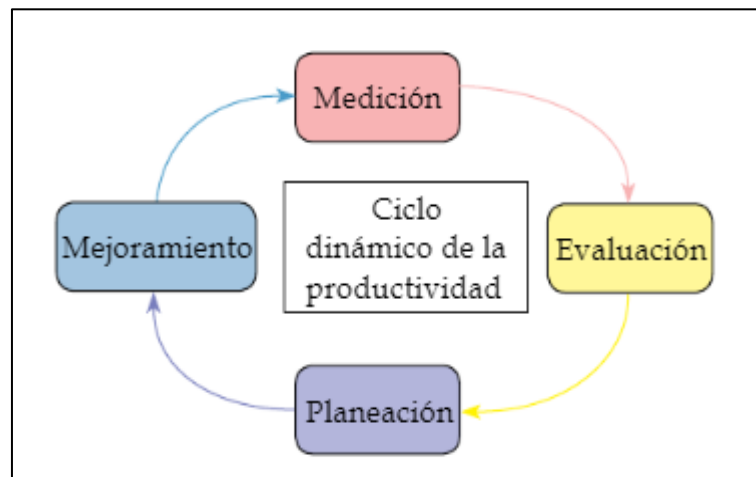 Medición
Ciclo
dinámico de la
productividad
Mejoramiento
Evaluación
Planeación